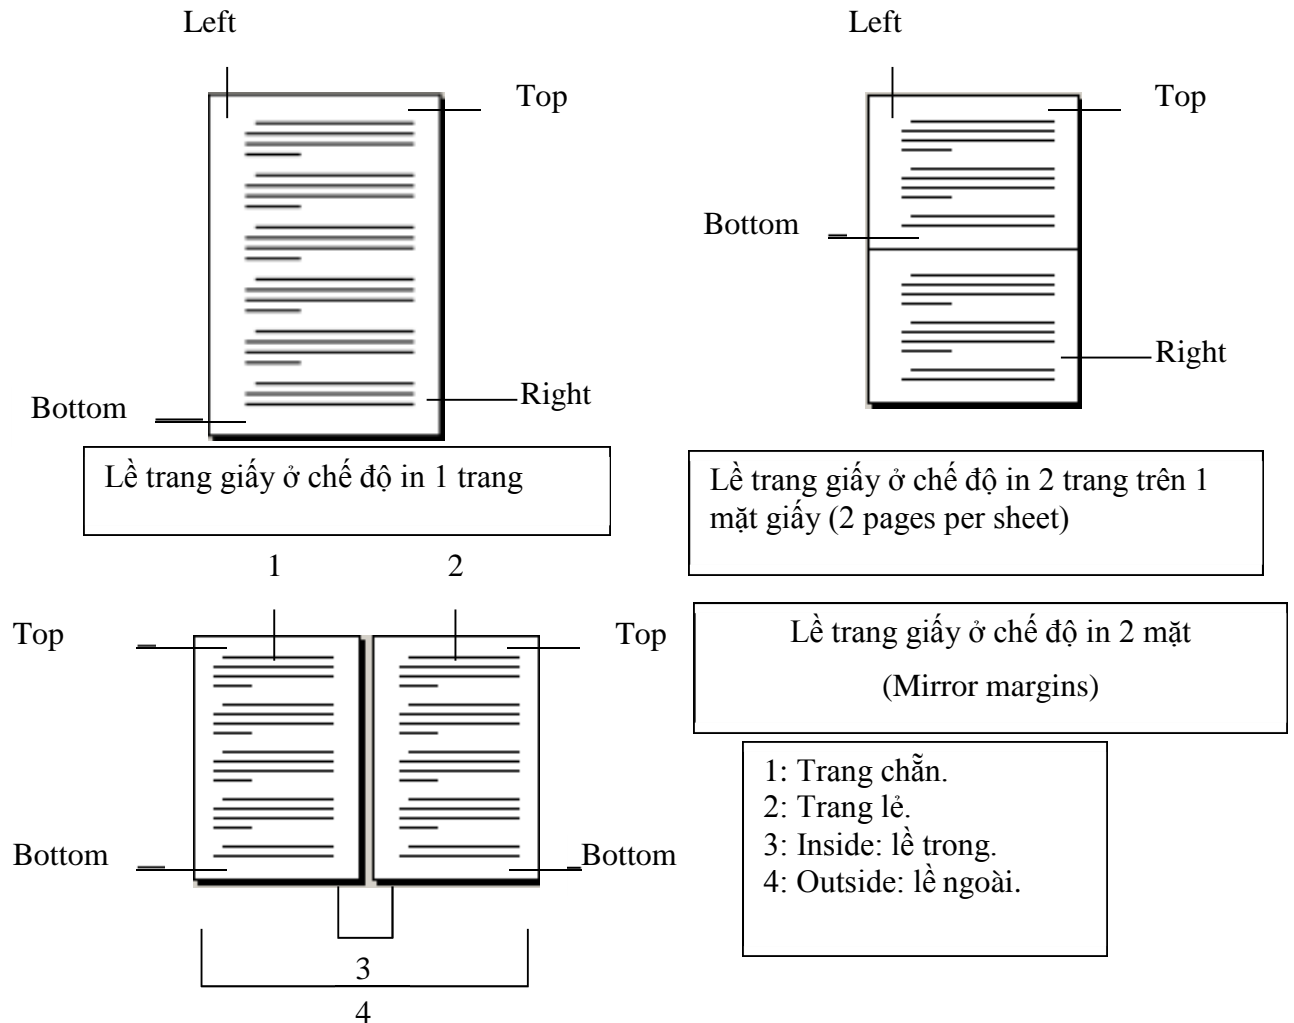 Left
Top
Bottom
Right
Lề trang giấy ở chế độ in 1 trang
Left
Top
Bottom
Right
Lề trang giấy ở chế độ in 2 trang trên 1
mặt giấy (2 pages per sheet)
1 2
Top Top
Bottom Bottom
3
4
Lề trang giấy ở chế độ in 2 mặt
(Mirror margins)
1: Trang chẵn.
2: Trang lẻ.
3: Inside: lề trong.
4: Outside: lề ngoài.